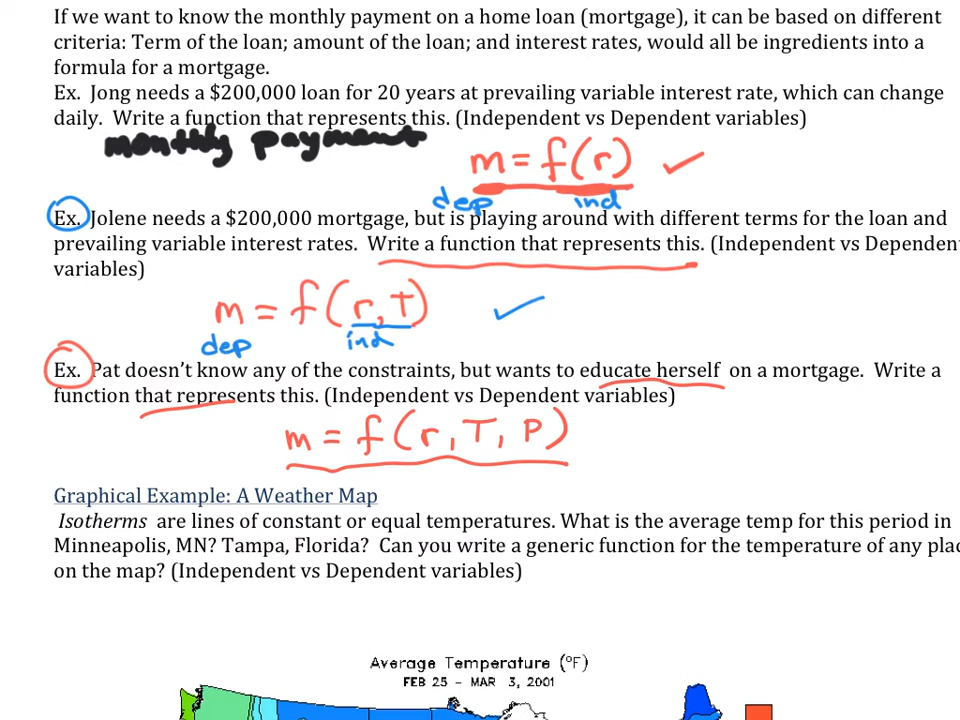 If we want to know the monthly payment on a home loan (mortgage), it can be based on different
criteria: Term of the loan; amount of the loan; and interest rates, would all be ingredients into a
formula for a mortgage.
Ex. Jong needs a $200,000 loan for 20 years at prevailing variable interest rate, which can change
daily. Write a function that represents this. (Independent vs Dependent variables)
monthly payment
m = f(r)
dep ind
Ex. Jolene needs a $200,000 mortgage, but is playing around with different terms for the loan and
prevailing variable interest rates. Write a function that represents this. (Independent vs Dependen
variables)
m = f(r, T)
dep ind
Ex. Pat doesn't know any of the constraints, but wants to educate herself on a mortgage. Write a
function that represents this. (Independent vs Dependent variables)
m = f(r, T, P)
Graphical Example: A Weather Map
Isotherms are lines of constant or equal temperatures. What is the average temp for this period in
Minneapolis, MN? Tampa, Florida? Can you write a generic function for the temperature of any plac
on the map? (Independent vs Dependent variables)
Average Temperature (°F)
FEB 25 - MAR 3, 2001